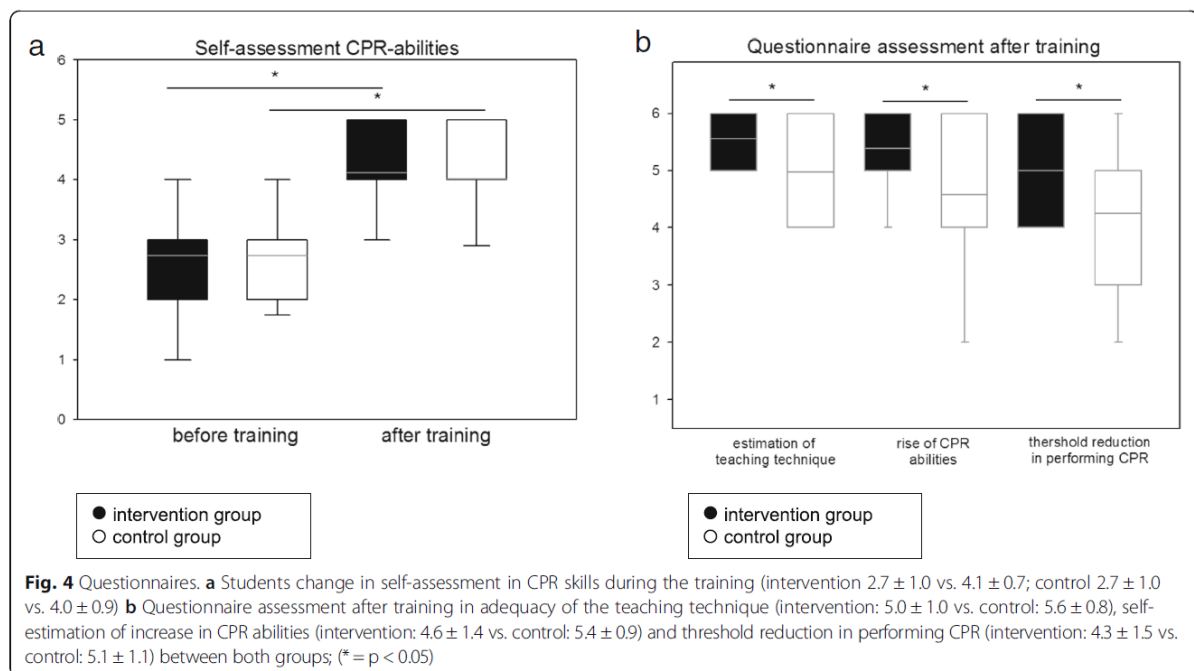 a
Self-assessment CPR-abilities
6
5
4
3
2
1
0
*
*
before training
after training
● intervention group
○ control group
b
Questionnaire assessment after training
6
5
4
3
2
1
*
*
*
estimation of
teaching technique
rise of CPR
abilities
thershold reduction
in performing CPR
● intervention group
○ control group
Fig. 4 Questionnaires. a Students change in self-assessment in CPR skills during the training (intervention 2.7 ± 1.0 vs. 4.1 ± 0.7; control 2.7 ± 1.0
vs. 4.0 ± 0.9) b Questionnaire assessment after training in adequacy of the teaching technique (intervention: 5.0 ± 1.0 vs. control: 5.6 ± 0.8), self-
estimation of increase in CPR abilities (intervention: 4.6 ± 1.4 vs. control: 5.4 ± 0.9) and threshold reduction in performing CPR (intervention: 4.3 ± 1.5 vs.
control: 5.1 ± 1.1) between both groups; (* = p < 0.05)